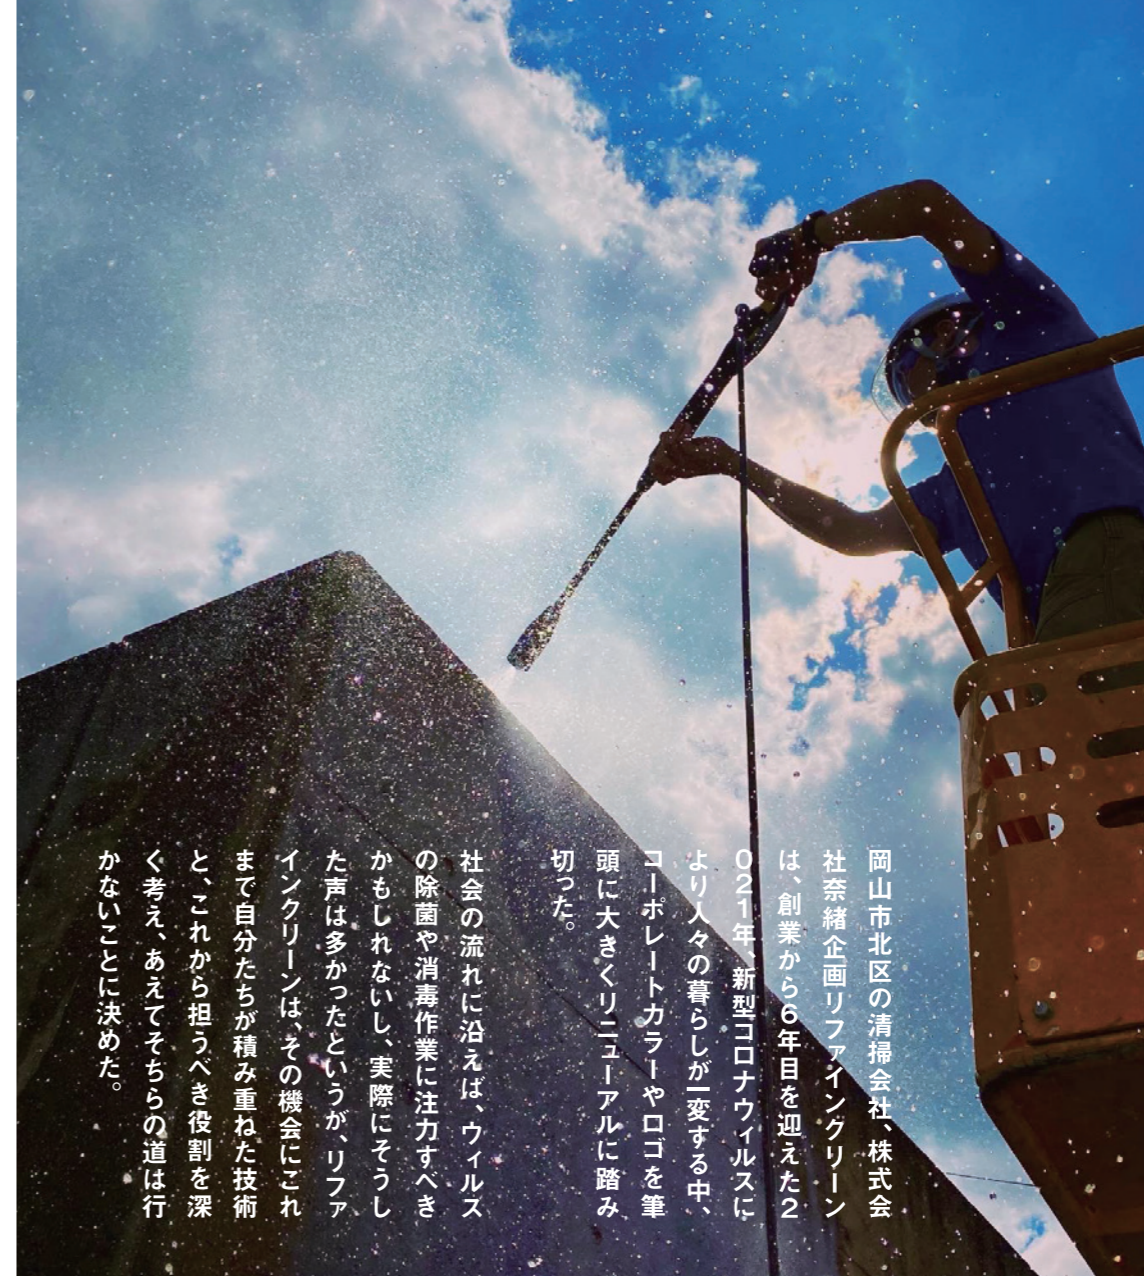 岡山市北区の清掃会社、株式会
社奈緒企画リファインクリーン
は、創業から6年目を迎えた2
021年、新型コロナウィルスに
より人々の暮らしが一変する中、
コーポレートカラーやロゴを筆
頭に大きくリニューアルに踏み
切った。
社会の流れに沿えば、ウィルス
の除菌や消毒作業に注力すべき
かもしれないし、実際にそうし
た声は多かったというが、リファ
インクリーンは、その機会にこれ
まで自分たちが積み重ねた技術
と、これから担うべき役割を深
く考え、あえてそちらの道は行
かないことに決めた。